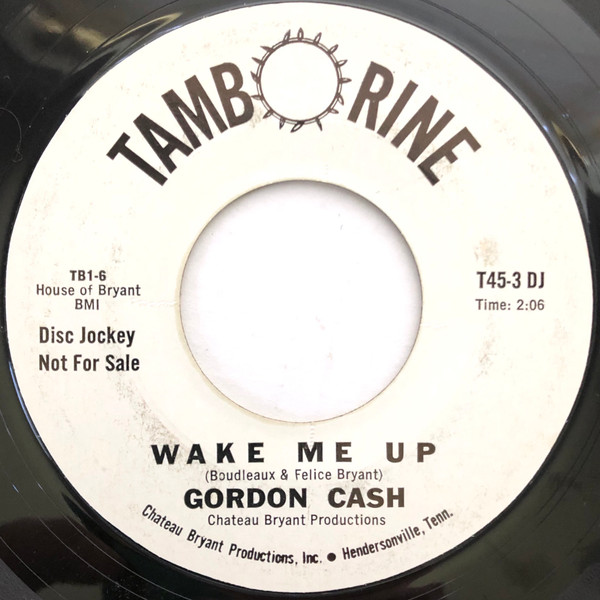 TAMBORINE
TB1-6
House of Bryant
BMI
Disc Jockey
Not For Sale
T45-3 DJ
Time: 2:06
WAKE ME UP
(Boudleaux & Felice Bryant)
GORDON CASH
Chateau Bryant Productions
Chateau Bryant Productions, Inc. ● Hendersonville, Tenn.